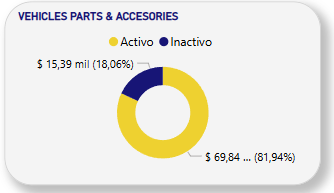 VEHICLES PARTS & ACCESORIES
Activo Inactivo
$ 15,39 mil (18,06%)
$ 69,84 ... (81,94%)